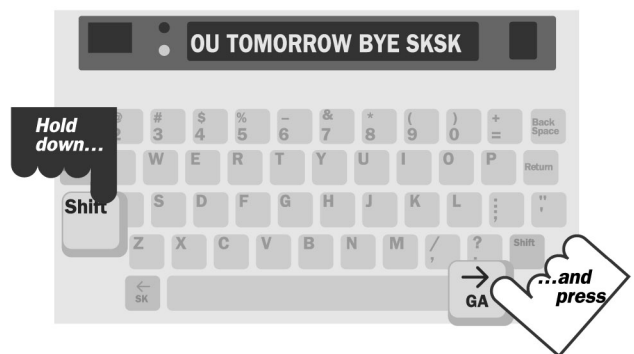 OU TOMORROW BYE SKSK
Hold
down...
@ # $ % – & * ( ) + Back
2 3 4 5 6 7 8 9 0 = Space
W E R T Y U I O P Return
Shift S D F G H J K L : ; " '
Z X C V B N M / , ? . Shift
← SK
→ GA
...and
press